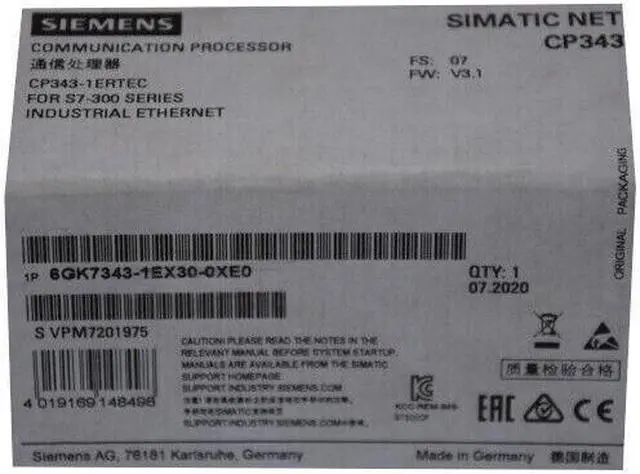 SIEMENS
SIMATIC NET
CP343
COMMUNICATION PROCESSOR
通信处理器
CP343-1ERTEC
FOR S7-300 SERIES
INDUSTRIAL ETHERNET
FS: 07
FW: V3.1
ORIGINAL PACKAGING
1P 6GK7343-1EX30-0XE0
QTY: 1
07.2020
S VPM7201975
CAUTION! PLEASE READ THE NOTES IN THE
RELEVANT MANUAL BEFORE SYSTEM STARTUP.
MANUALS ARE AVAILABLE FROM THE SIMATIC
SUPPORT HOMEPAGE.
SUPPORT.INDUSTRY.SIEMENS.COM
SUPPORT.INDUSTRY.SIEMENS.COM
质量检验合格
4 019169 148498
EAC
CE
Siemens AG, 76181 Karlsruhe, Germany
Made in Germany 德国制造